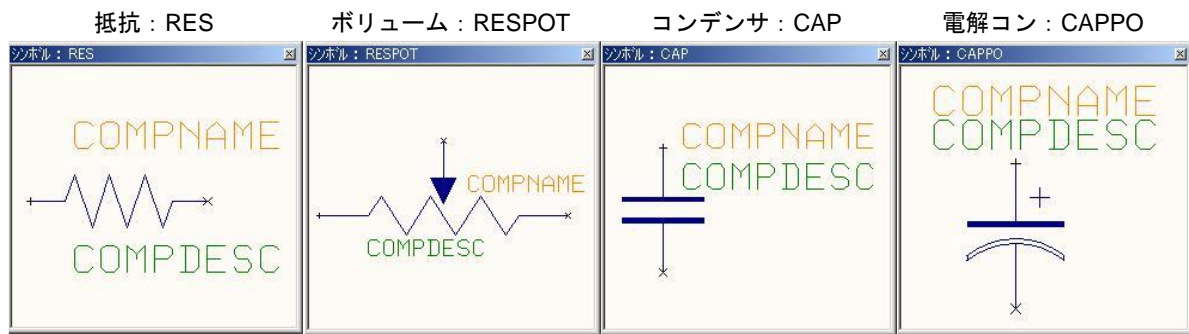 抵抗：RES
ボリューム：RESPOT
コンデンサ：CAP
電解コン：CAPPO
ｼﾝﾎﾞﾙ：RES
COMPNAME
COMPDESC
ｼﾝﾎﾞﾙ：RESPOT
COMPNAME
COMPDESC
ｼﾝﾎﾞﾙ：CAP
COMPNAME
COMPDESC
ｼﾝﾎﾞﾙ：CAPPO
COMPNAME
COMPDESC
+